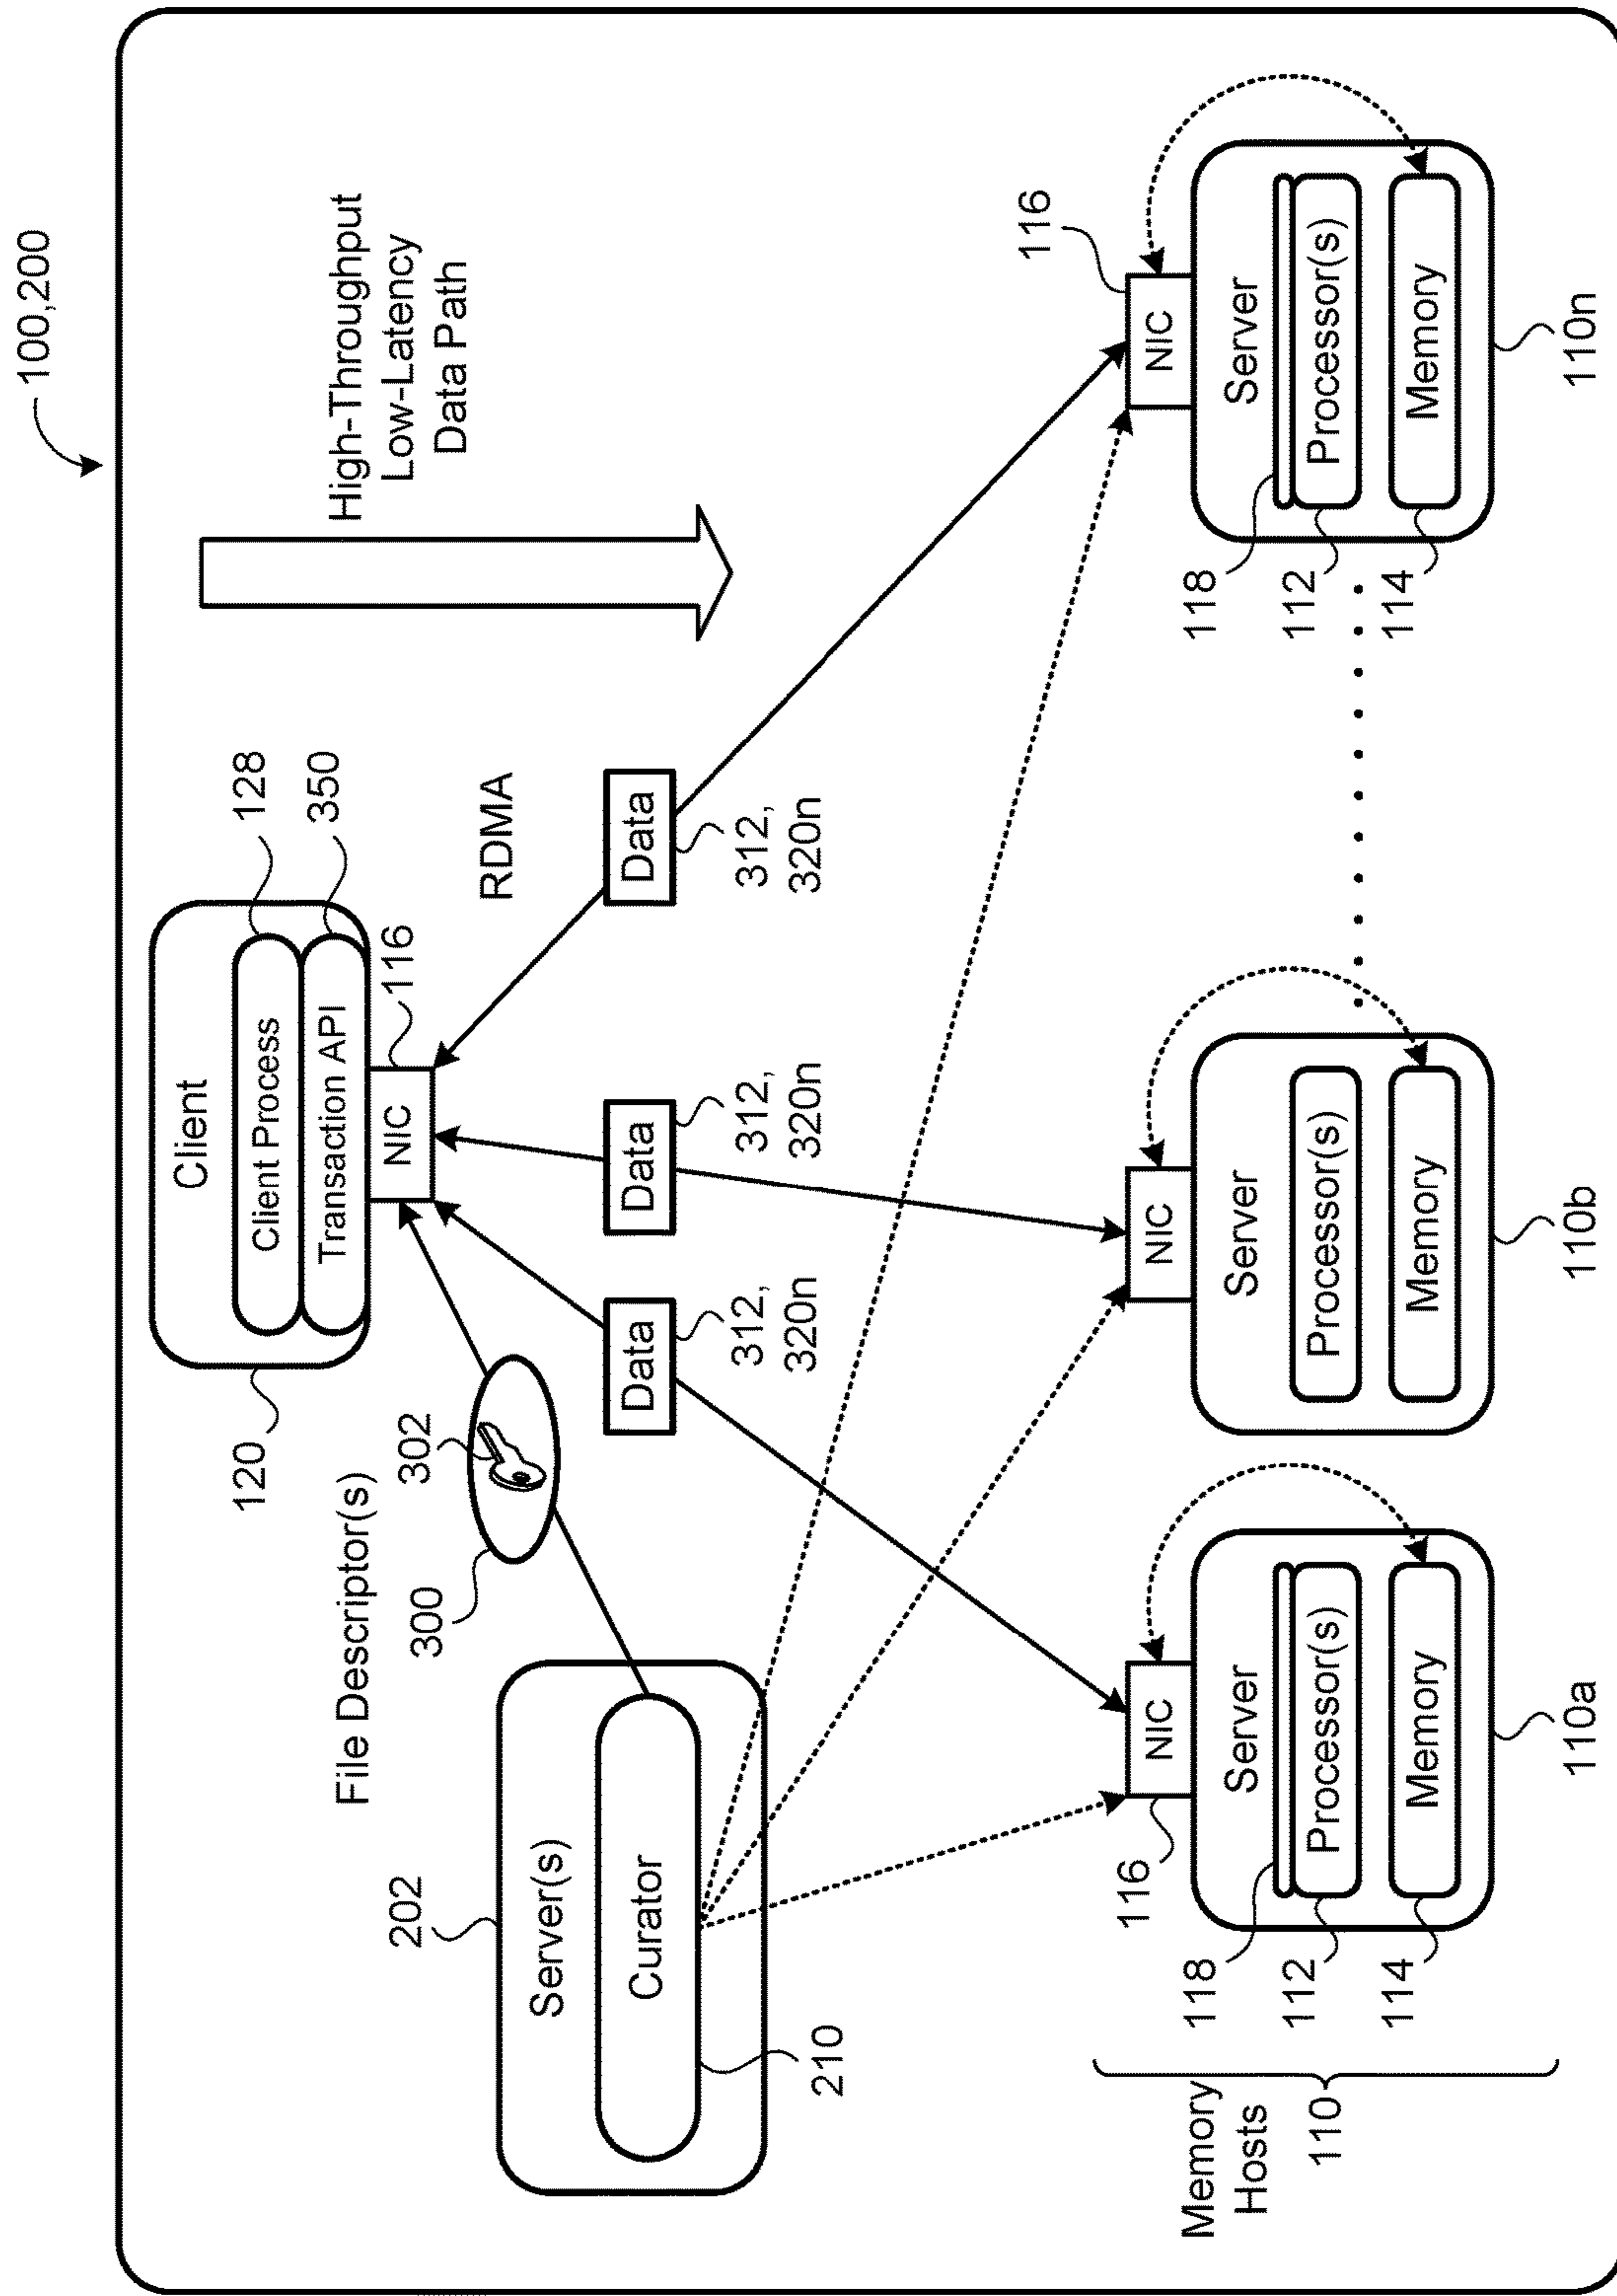 100,200
High-Throughput
Low-Latency
Data Path
Client
Client Process
Transaction API
NIC
120
128
350
116
RDMA
File Descriptor(s)
300
302
202
Server(s)
Curator
210
Data
312,
320n
Data
312,
320n
Data
312,
320n
Memory
Hosts
110
NIC
116
Server
118
Processor(s)
112
Memory
114
110a
NIC
Server
Processor(s)
Memory
110b
NIC
116
Server
118
Processor(s)
112
Memory
114
110n